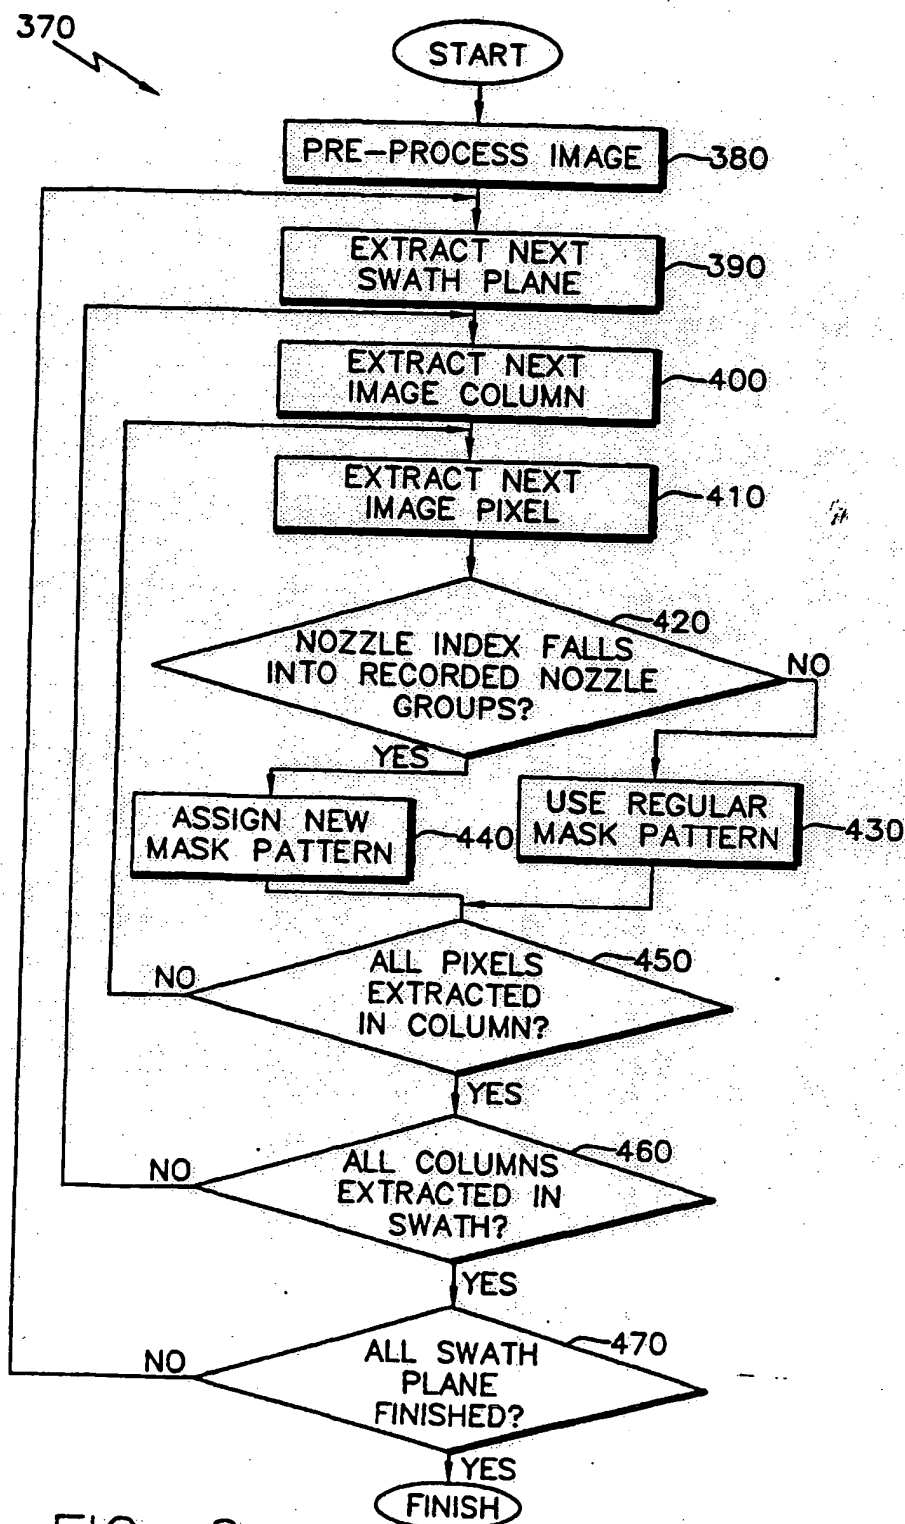 370
START
PRE-PROCESS IMAGE
380
EXTRACT NEXT
SWATH PLANE
390
EXTRACT NEXT
IMAGE COLUMN
400
EXTRACT NEXT
IMAGE PIXEL
410
420
NOZZLE INDEX FALLS
INTO RECORDED NOZZLE
GROUPS?
NO
YES
ASSIGN NEW
MASK PATTERN
440
USE REGULAR
MASK PATTERN
430
ALL PIXELS
EXTRACTED
IN COLUMN?
450
NO
YES
ALL COLUMNS
EXTRACTED IN
SWATH?
460
NO
YES
ALL SWATH
PLANE
FINISHED?
470
NO
YES
FINISH